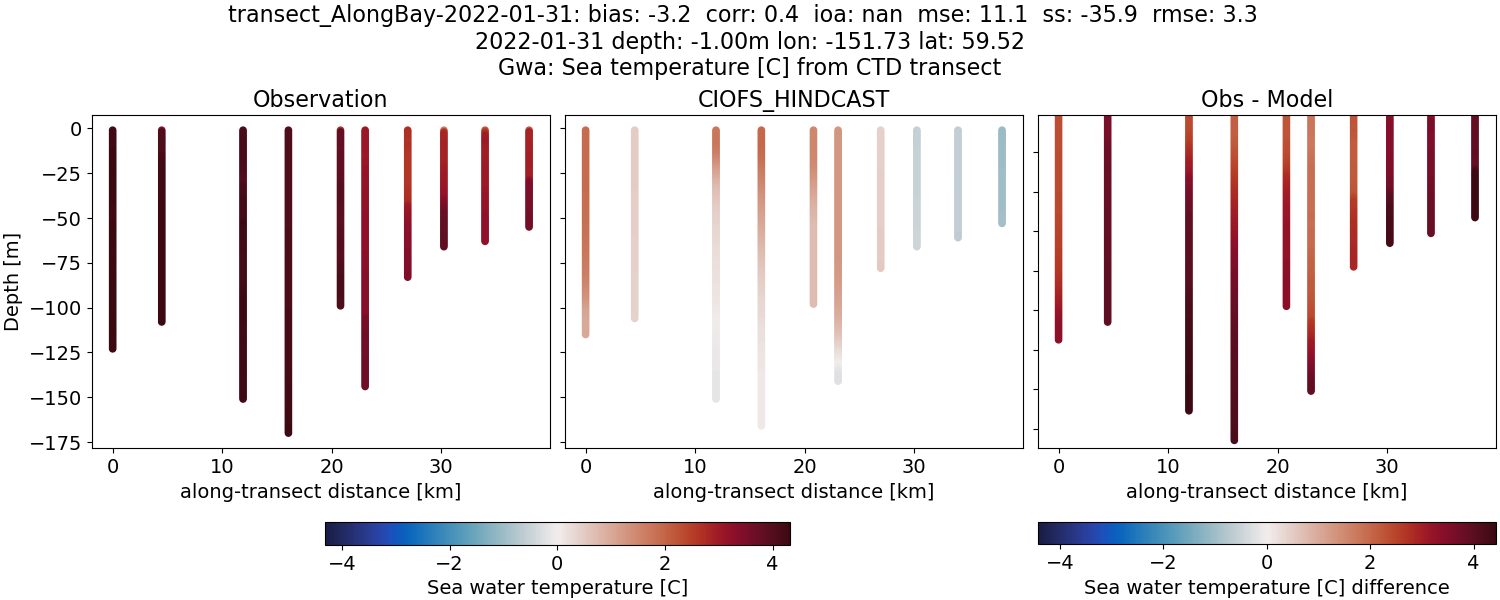 transect_AlongBay-2022-01-31: bias: -3.2  corr: 0.4  ioa: nan  mse: 11.1  ss: -35.9  rmse: 3.3
2022-01-31 depth: -1.00m lon: -151.73 lat: 59.52
Gwa: Sea temperature [C] from CTD transect
Observation
CIOFS_HINDCAST
Obs - Model
Depth [m]
0
−25
−50
−75
−100
−125
−150
−175
0 10 20 30
0 10 20 30
0 10 20 30
along-transect distance [km]
along-transect distance [km]
along-transect distance [km]
−4 −2 0 2 4
−4 −2 0 2 4
Sea water temperature [C]
Sea water temperature [C] difference